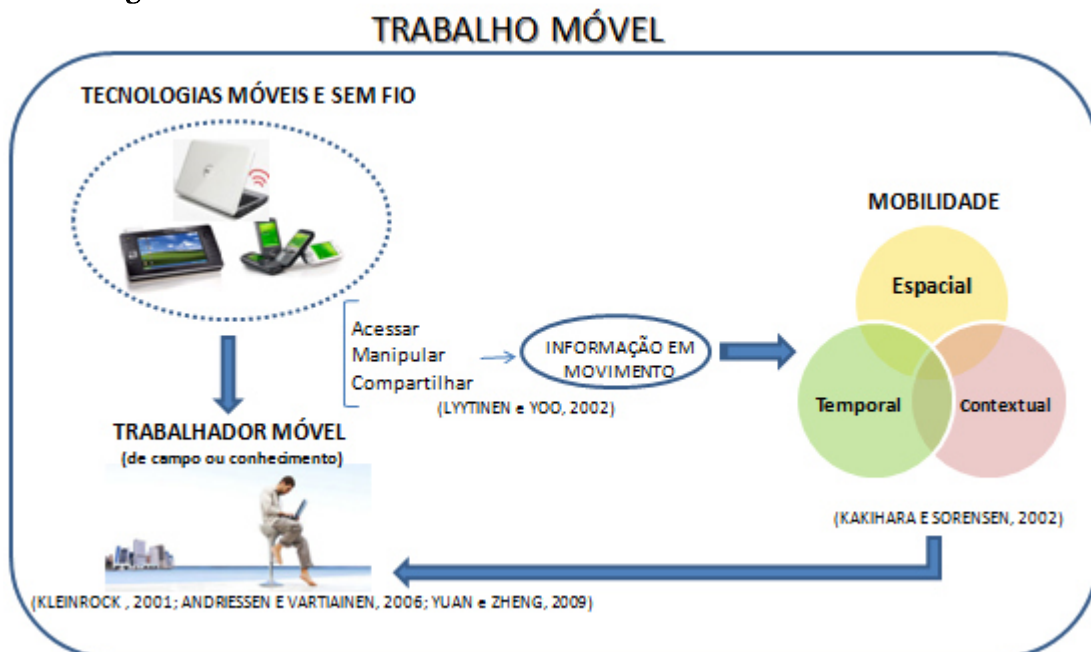 TRABALHO MÓVEL
TECNOLOGIAS MÓVEIS E SEM FIO
Acessar
Manipular
Compartilhar
(LYYTINEN e YOO, 2002)
INFORMAÇÃO EM
MOVIMENTO
MOBILIDADE
Espacial
Temporal
Contextual
(KAKIHARA E SORENSEN, 2002)
TRABALHADOR MÓVEL
(de campo ou conhecimento)
(KLEINROCK , 2001; ANDRIESSEN E VARTIAINEN, 2006; YUAN e ZHENG, 2009)